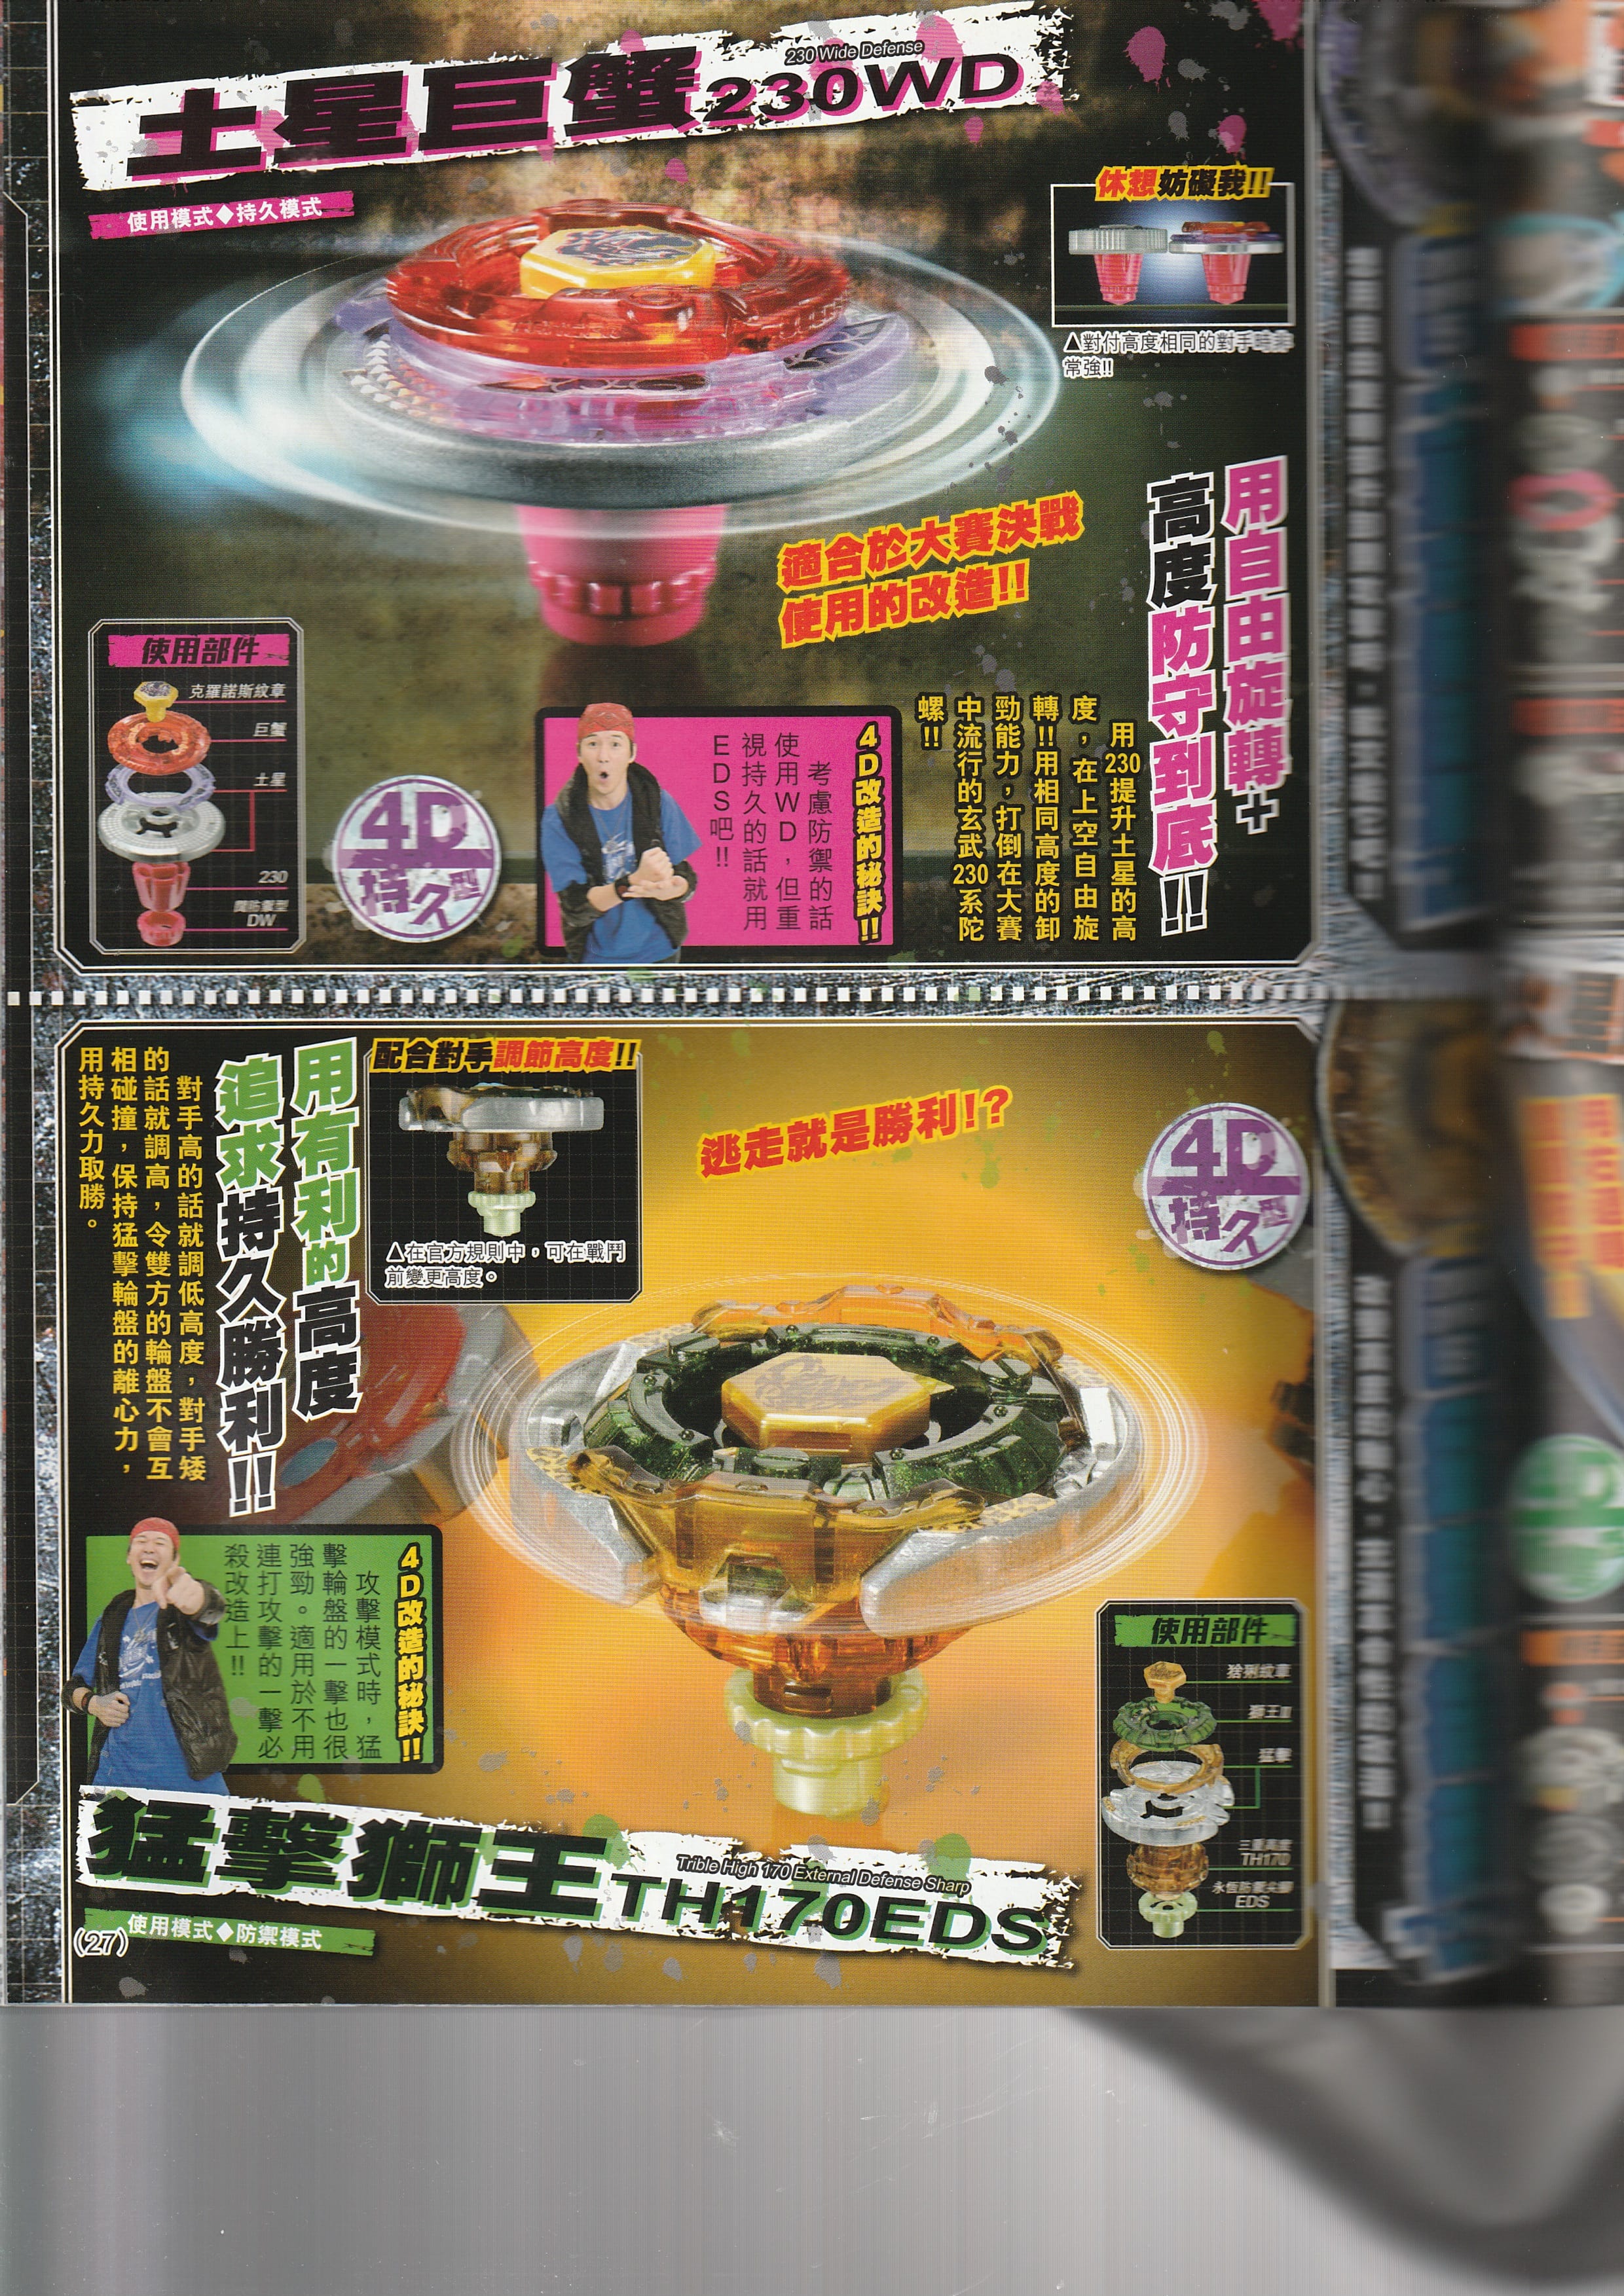 土星巨蟹230WD
230 Wide Defense
使用模式◆持久模式
休想妨礙我!!
▲對付高度相同的對手時非
常強!!
用自由旋轉+
高度防守到底!!
適合於大賽決戰
使用的改造!!
用230提升土星的高
度，在上空自由旋
轉!!用相同高度的卸
勁能力，打倒在大賽
中流行的玄武230系陀
螺!!
4D改造的秘訣!!
考慮防禦的話
使用WD，但重
視持久的話就用
EDS吧!!
4D
持久型
使用部件
克羅諾斯紋章
巨蟹
土星
230
DW
用有利的高度
追求持久勝利!!
對手高的話就調低高度，對手矮
的話就調高，令雙方的輪盤不會互
相碰撞，保持猛擊輪盤的離心力，
用持久力取勝。
配合對手調節高度!!
▲在官方規則中，可在戰鬥
前變更高度。
逃走就是勝利!?
4D
持久型
4D改造的秘訣!!
攻擊模式時，猛
擊輪盤的一擊也很
強勁。適用於不用
連打攻擊的一擊必
殺改造上!!
使用部件
猞猁紋章
獅王II
猛擊
三重高度
TH170
永恆防禦尖腳
EDS
猛擊獅王TH170EDS
Trible High 170 External Defense Sharp
使用模式◆防禦模式
(27)